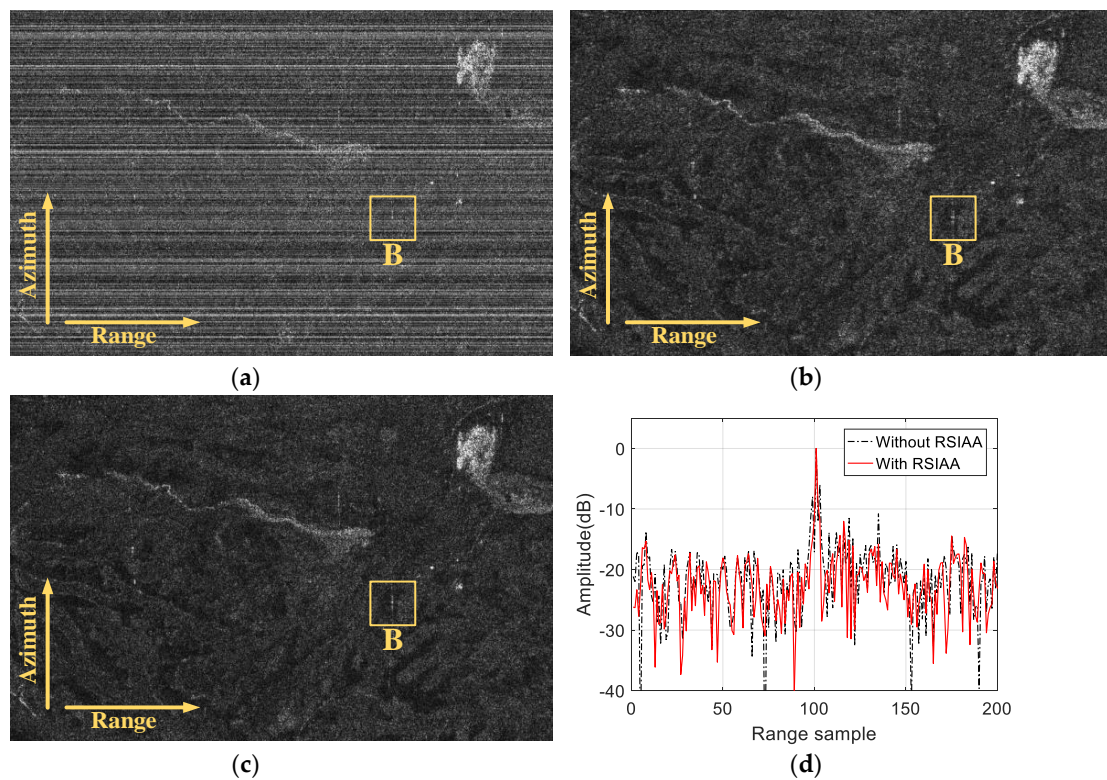 Azimuth
Range
B
(a)
Azimuth
Range
B
(b)
Azimuth
Range
B
(c)
0
-10
-20
-30
-40
Amplitude(dB)
Without RSIAA
With RSIAA
0
50
100
150
200
Range sample
(d)